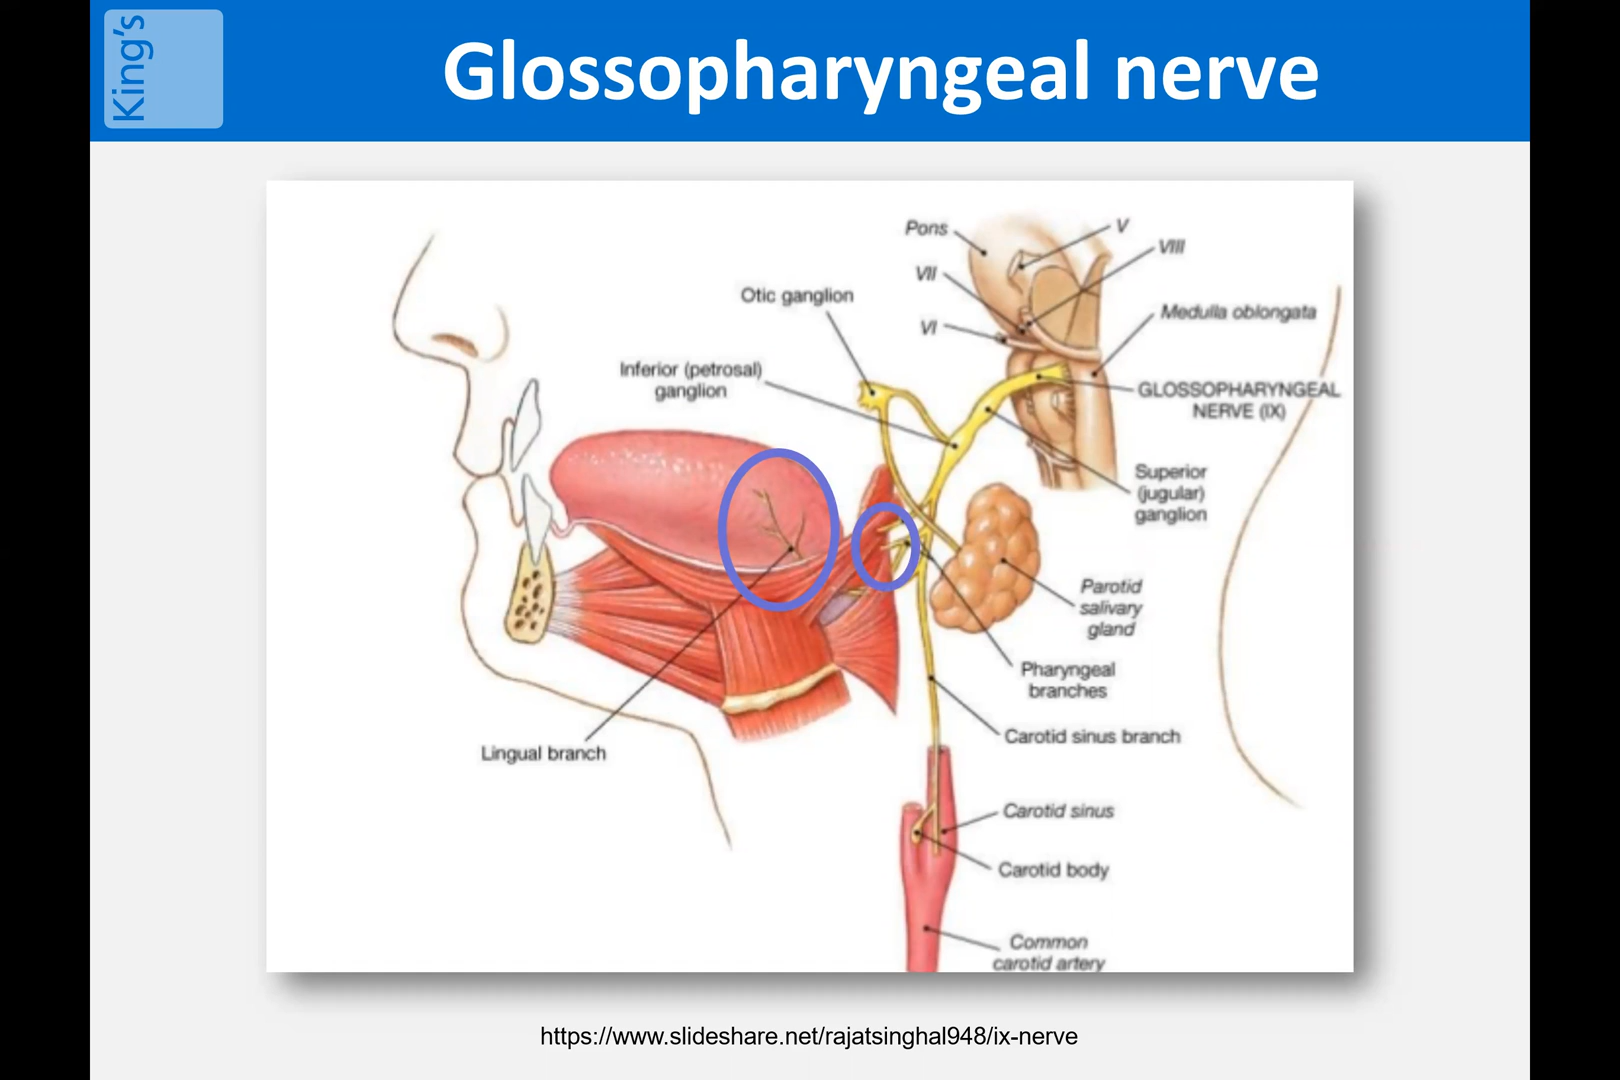 King's
Glossopharyngeal nerve
Pons
V
VIII
VII
Otic ganglion
Medulla oblongata
VI
Inferior (petrosal)
ganglion
GLOSSOPHARYNGEAL
NERVE (IX)
Superior
(jugular)
ganglion
Parotid
salivary
gland
Pharyngeal
branches
Carotid sinus branch
Lingual branch
Carotid sinus
Carotid body
Common
carotid artery
https://www.slideshare.net/rajatsinghal948/ix-nerve